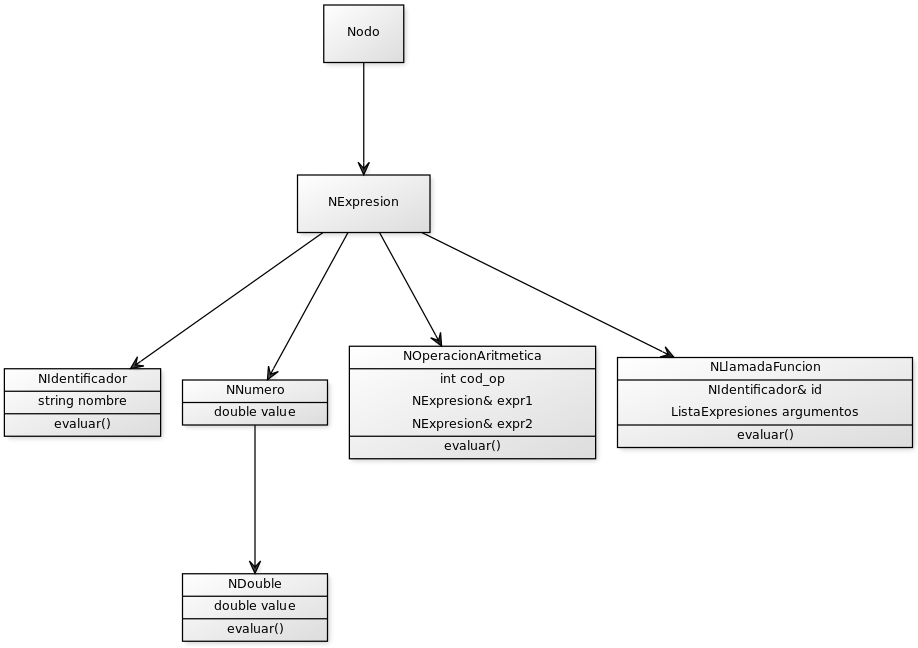 Nodo
NExpresion
NIdentificador
string nombre
evaluar()
NNumero
double value
NOperacionAritmetica
int cod_op
NExpresion& expr1
NExpresion& expr2
evaluar()
NLlamadaFuncion
NIdentificador& id
ListaExpresiones argumentos
evaluar()
NDouble
double value
evaluar()